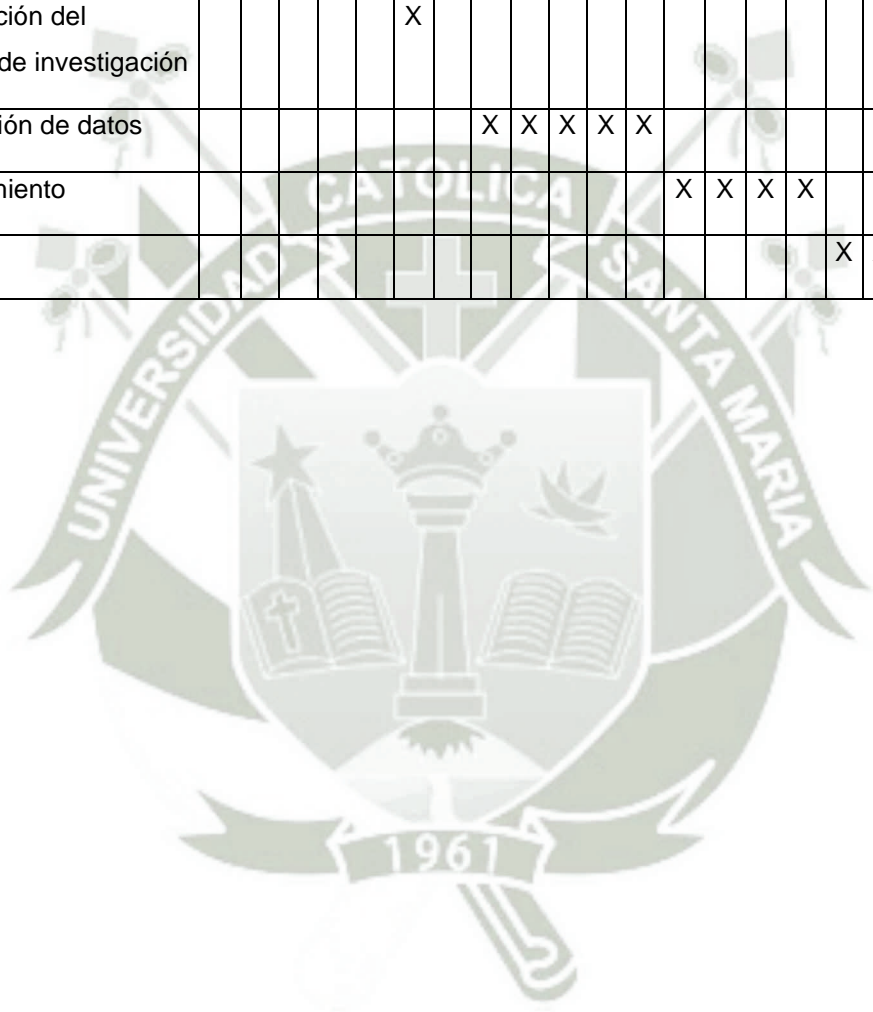 ción del X
de investigación
ión de datos X X X X X
niento X X X X
X
UNIVERSIDAD CATOLICA SANTA MARIA
1961